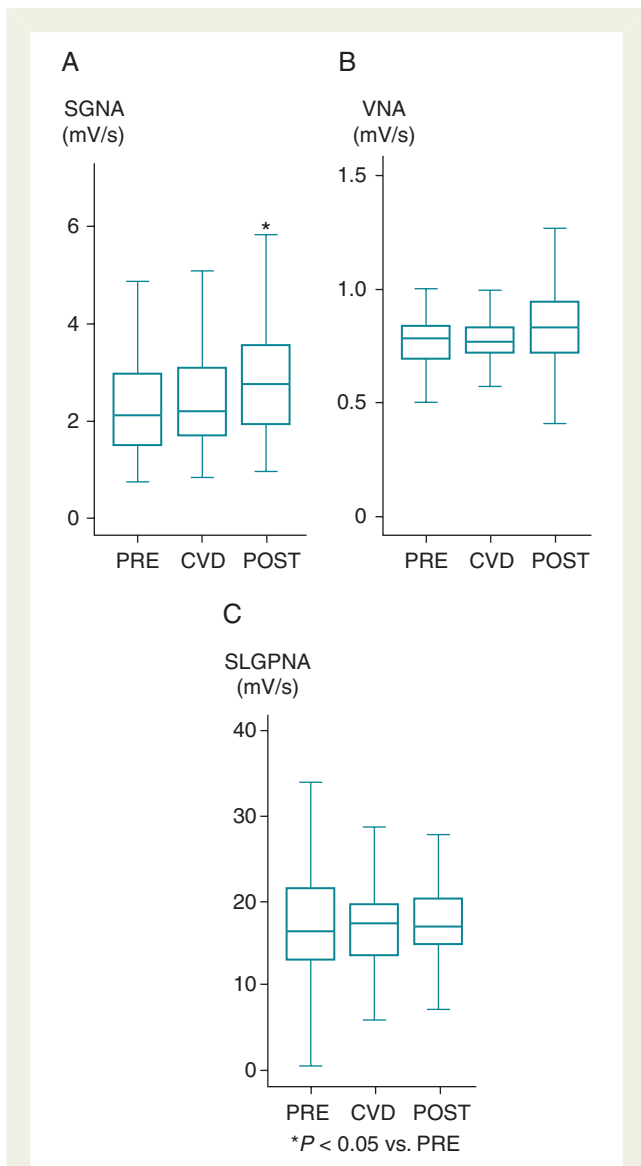 A
SGNA
(mV/s)
6
4
2
0
*
PRE CVD POST
B
VNA
(mV/s)
1.5
1.0
0.5
0
PRE CVD POST
C
SLGPNA
(mV/s)
40
30
20
10
0
PRE CVD POST
*P < 0.05 vs. PRE